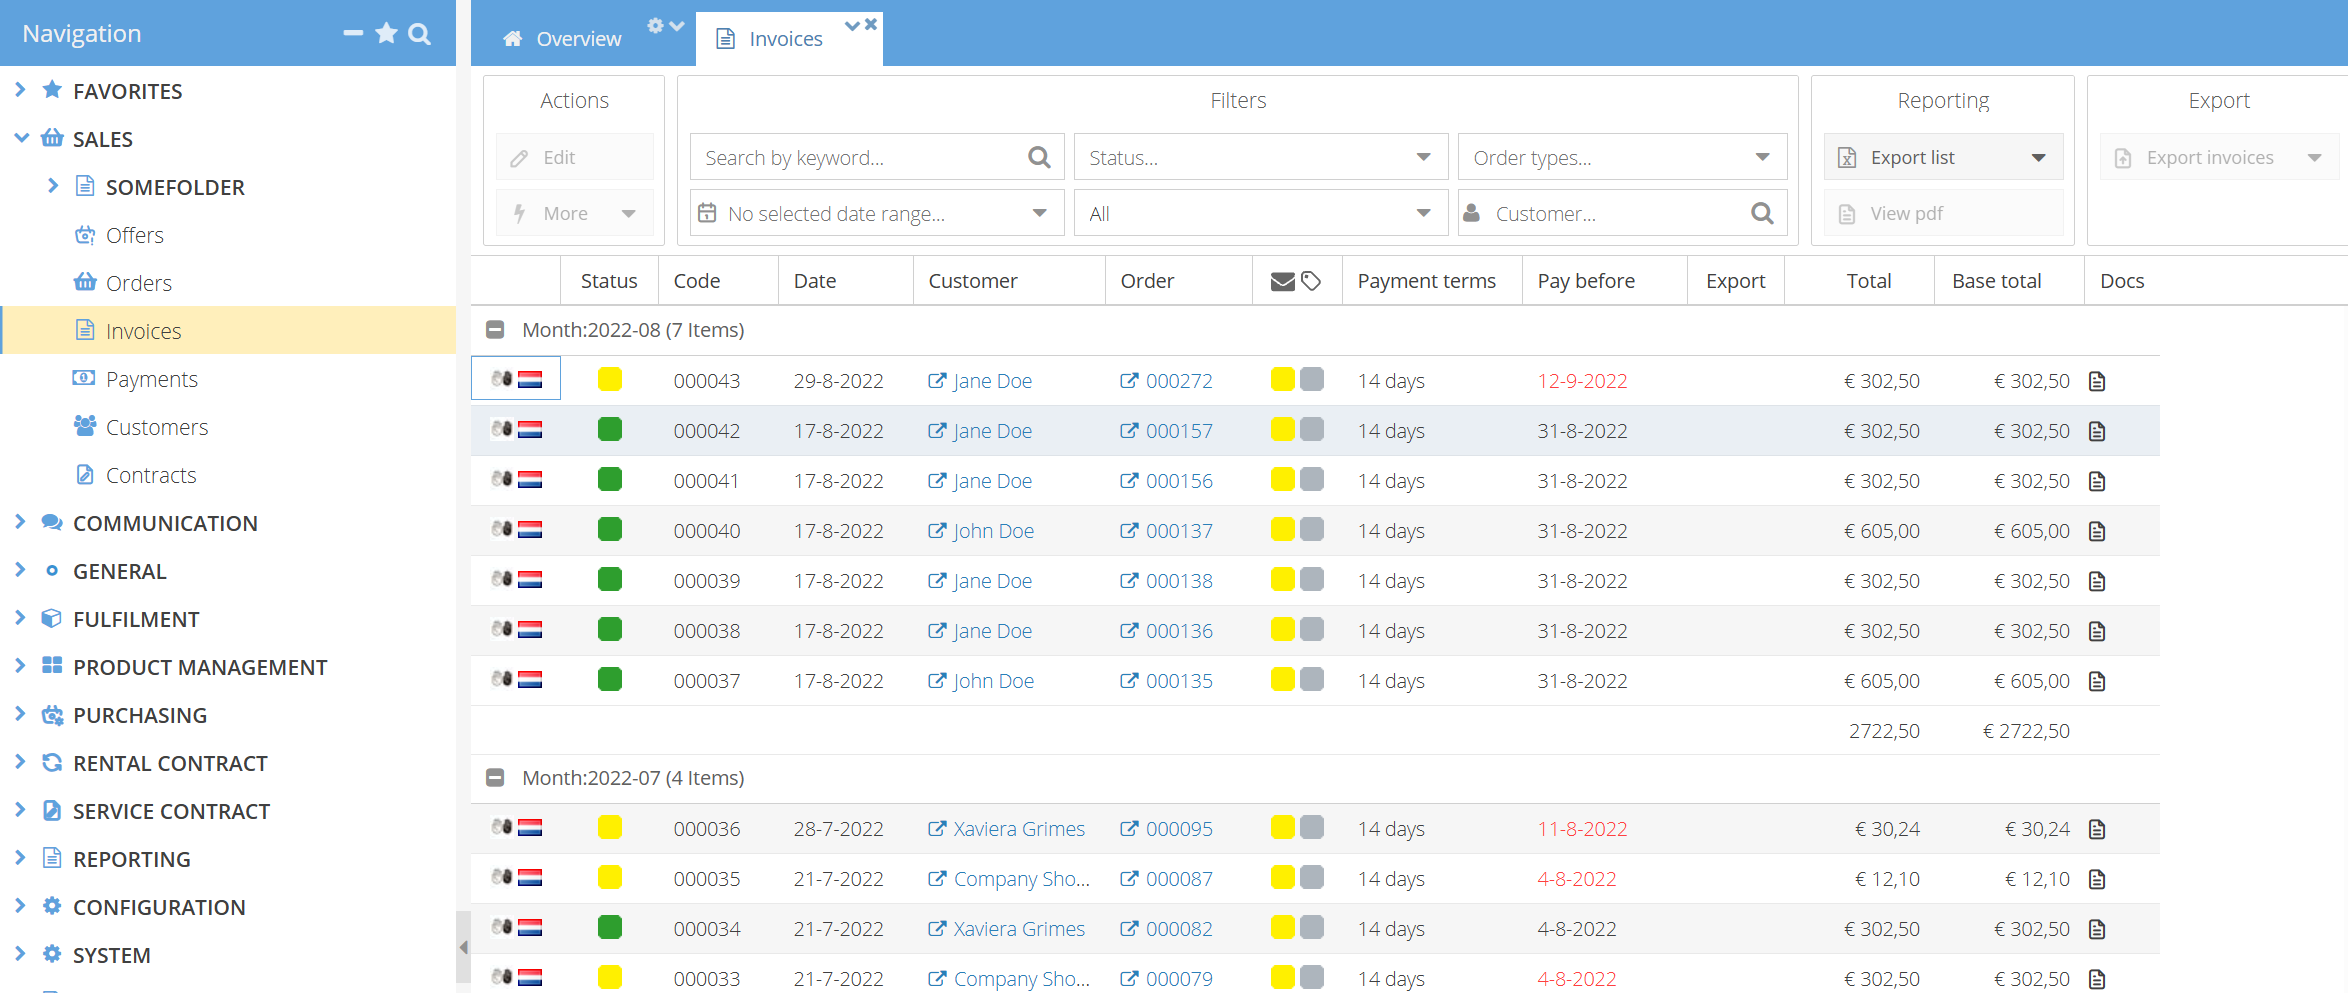 Navigation
FAVORITES
SALES
SOMEFOLDER
Offers
Orders
Invoices
Payments
Customers
Contracts
COMMUNICATION
GENERAL
FULFILMENT
PRODUCT MANAGEMENT
PURCHASING
RENTAL CONTRACT
SERVICE CONTRACT
REPORTING
CONFIGURATION
SYSTEM
Overview Invoices
Actions Filters Reporting Export
Edit Search by keyword... Status... Order types... Export list Export invoices
More No selected date range... All Customer... View pdf
Status Code Date Customer Order Payment terms Pay before Export Total Base total Docs
Month:2022-08 (7 Items)
000043 29-8-2022 Jane Doe 000272 14 days 12-9-2022 € 302,50 € 302,50
000042 17-8-2022 Jane Doe 000157 14 days 31-8-2022 € 302,50 € 302,50
000041 17-8-2022 Jane Doe 000156 14 days 31-8-2022 € 302,50 € 302,50
000040 17-8-2022 John Doe 000137 14 days 31-8-2022 € 605,00 € 605,00
000039 17-8-2022 Jane Doe 000138 14 days 31-8-2022 € 302,50 € 302,50
000038 17-8-2022 Jane Doe 000136 14 days 31-8-2022 € 302,50 € 302,50
000037 17-8-2022 John Doe 000135 14 days 31-8-2022 € 605,00 € 605,00
2722,50 € 2722,50
Month:2022-07 (4 Items)
000036 28-7-2022 Xaviera Grimes 000095 14 days 11-8-2022 € 30,24 € 30,24
000035 21-7-2022 Company Sho... 000087 14 days 4-8-2022 € 12,10 € 12,10
000034 21-7-2022 Xaviera Grimes 000082 14 days 4-8-2022 € 302,50 € 302,50
000033 21-7-2022 Company Sho... 000079 14 days 4-8-2022 € 302,50 € 302,50